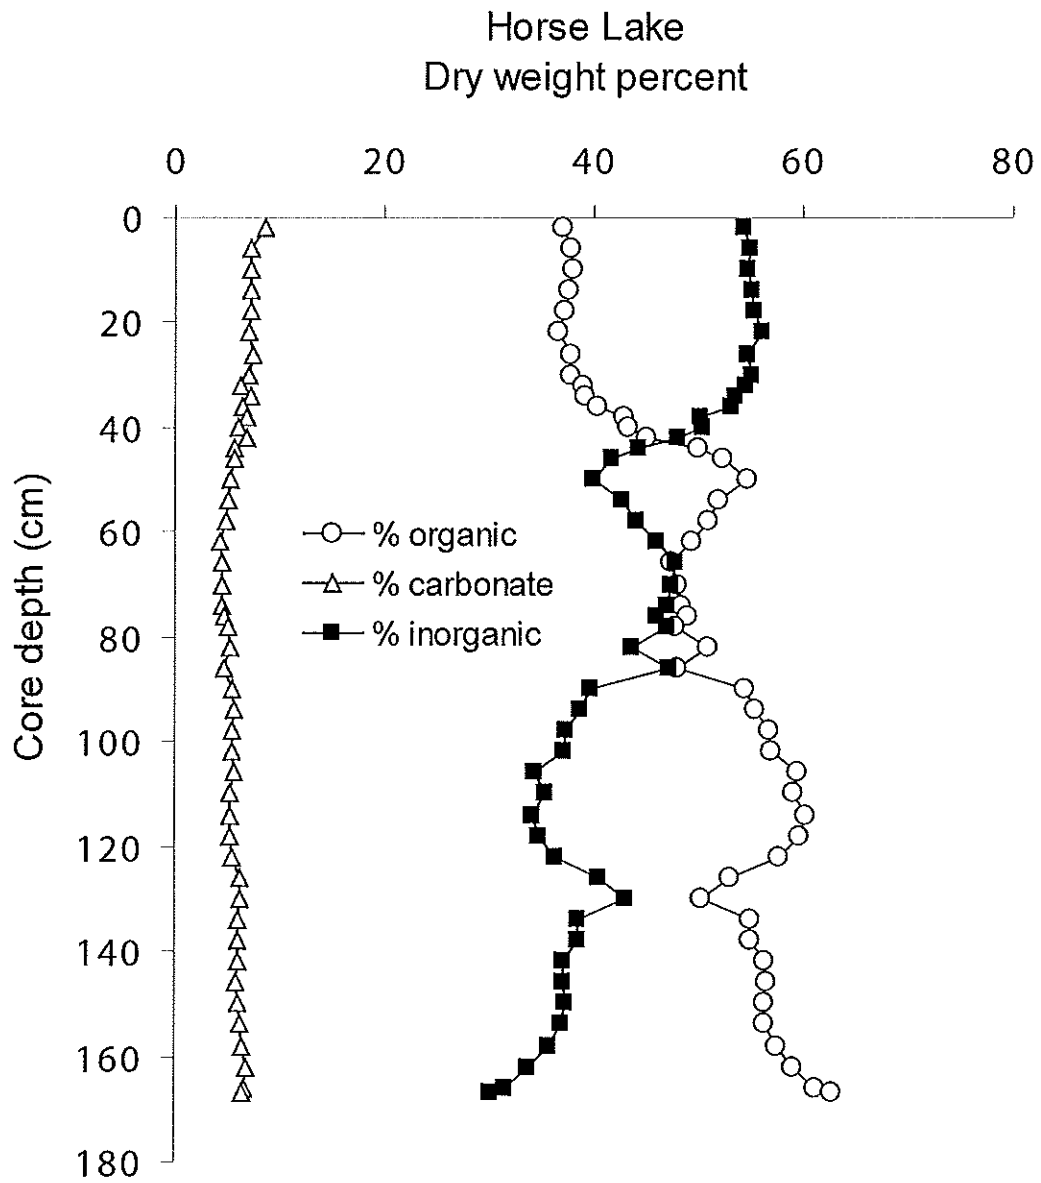 Horse Lake
Dry weight percent
0 20 40 60 80
0
20
40
60
80
100
120
140
160
180
Core depth (cm)
% organic
% carbonate
% inorganic